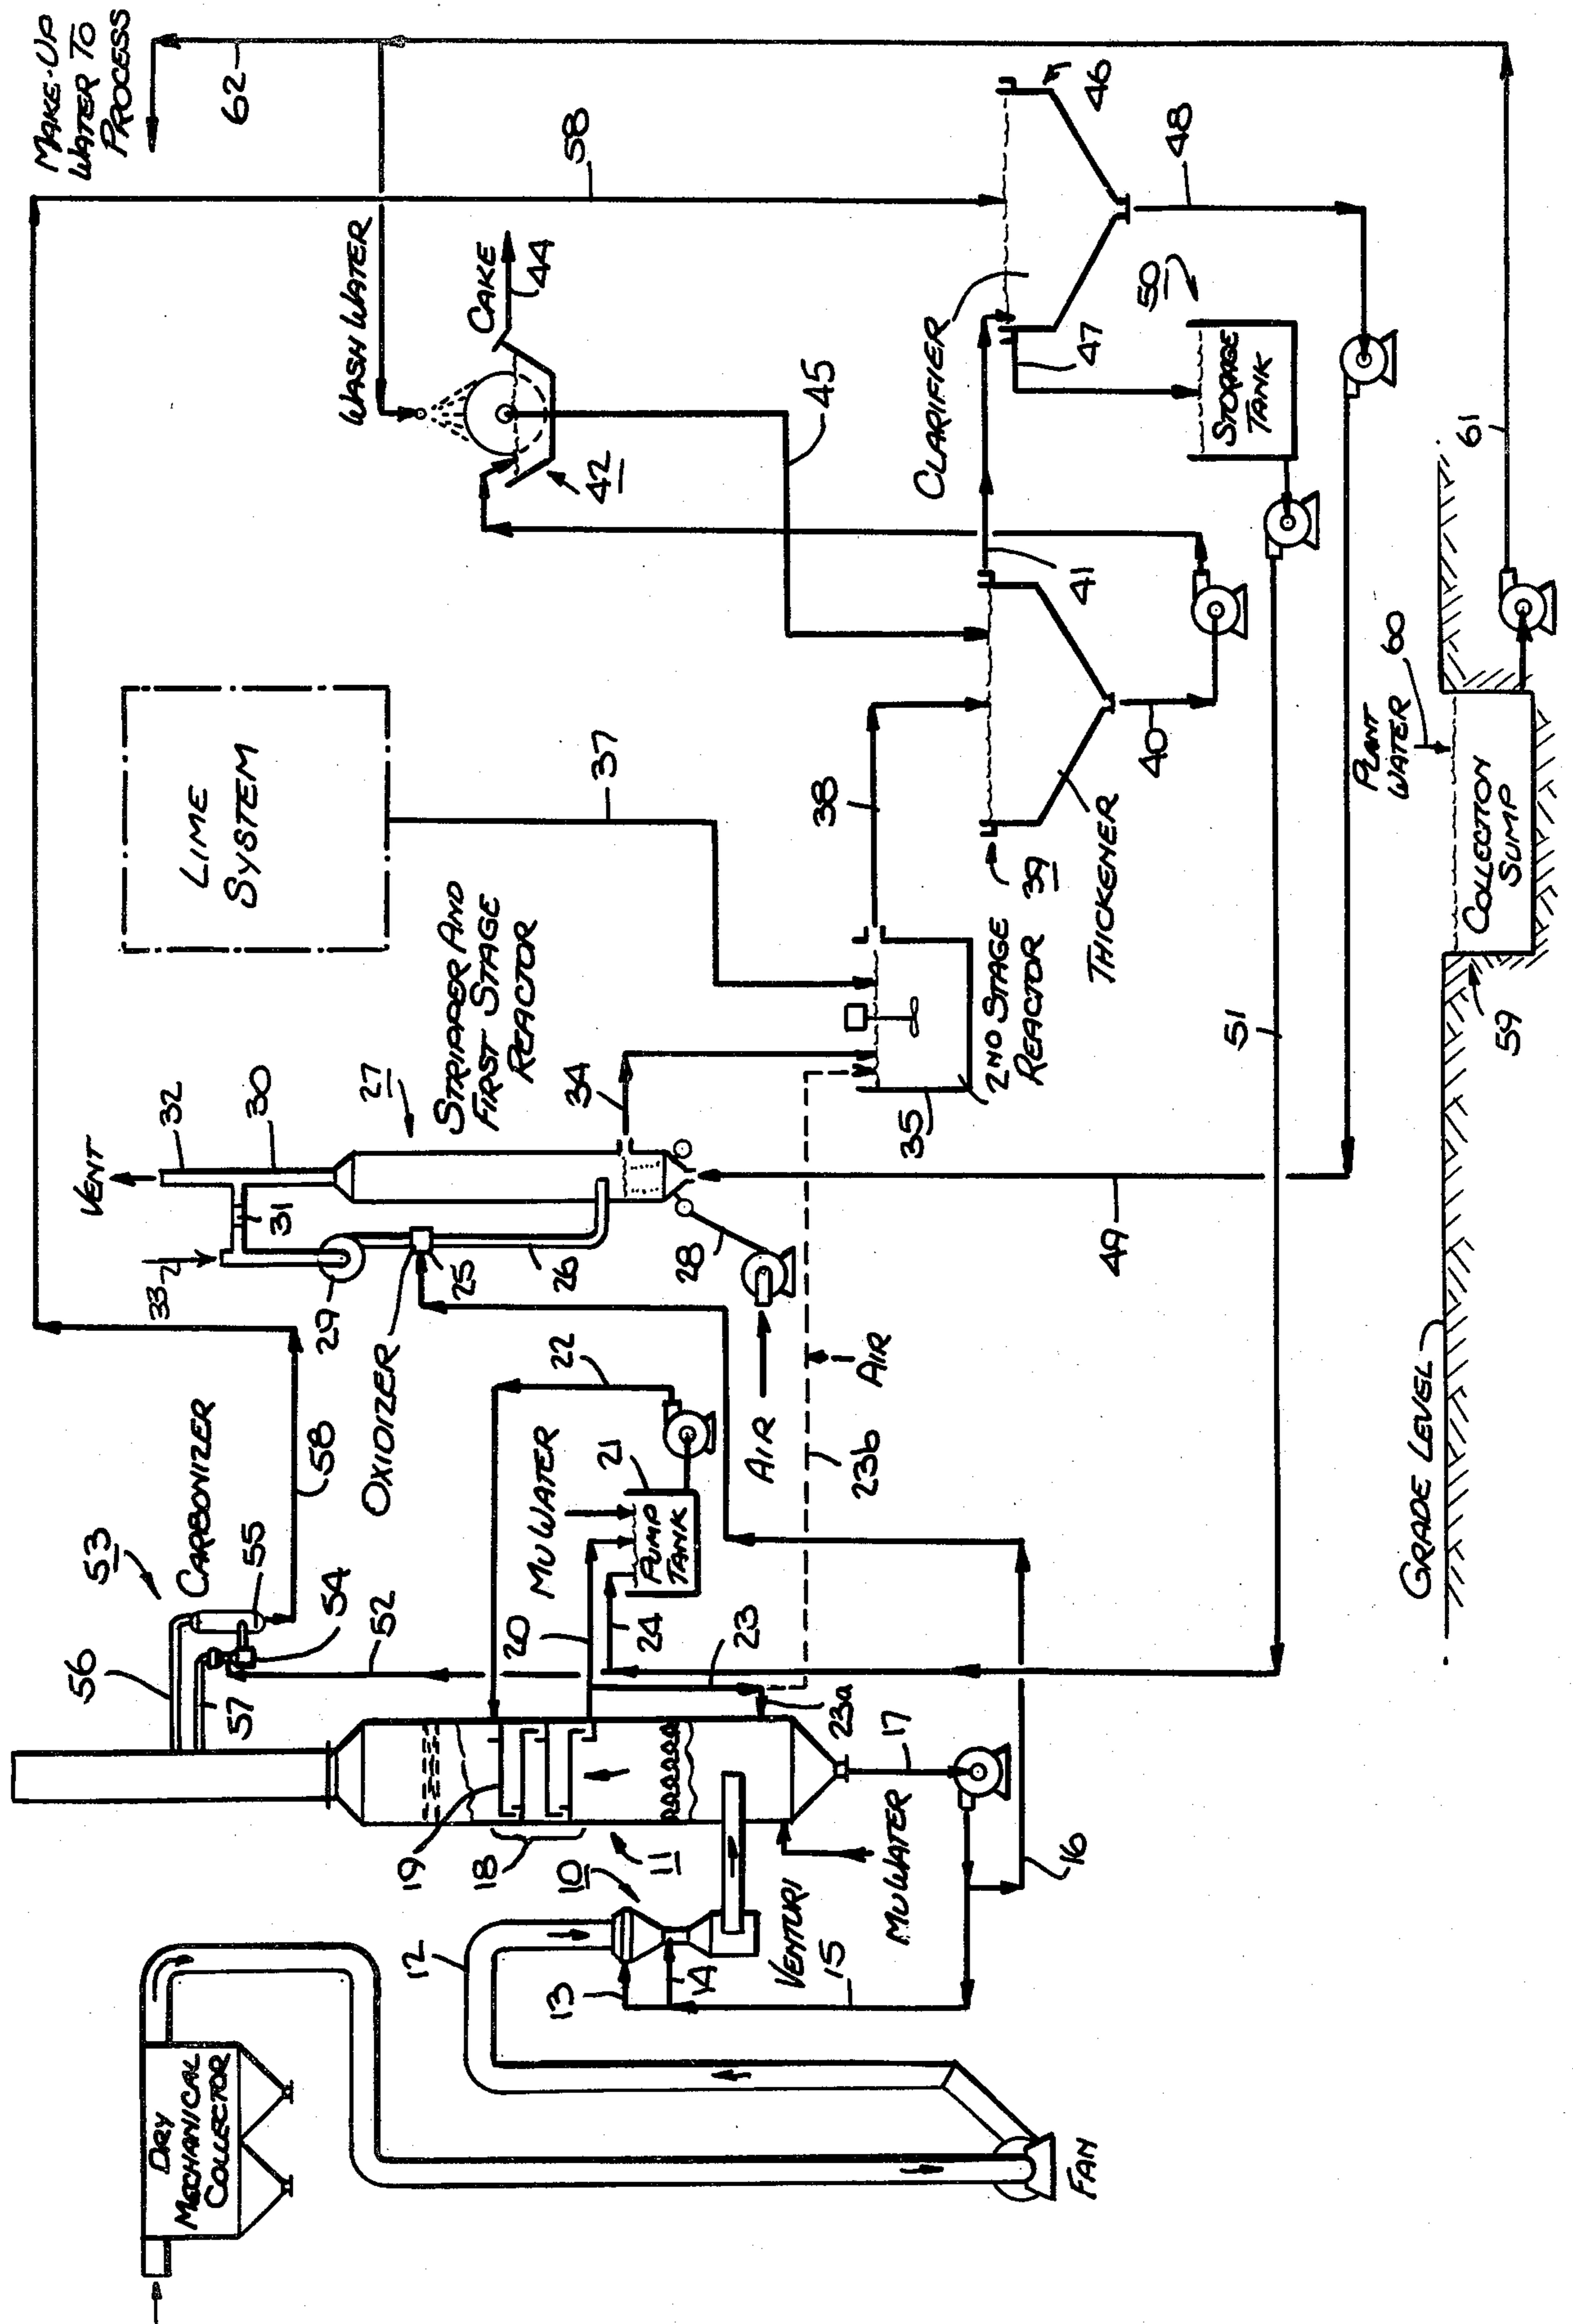 MAKE-UP
WATER TO
PROCESS
62
58
WASH WATER
CAKE
44
42
45
LIME
SYSTEM
37
VENT
32
30
31
33
29
27
STRIPPER AND
FIRST STAGE
REACTOR
34
OXIDIZER
25
26
28
53
CARBONIZER
58
55
54
52
56
57
DRY
MECHANICAL
COLLECTOR
12
13
14
10
VENTURI
15
FAN
19
18
11
20
24
23
23a
17
MU WATER
16
MU WATER
21
PUMP
TANK
22
AIR
AIR
23b
35
2ND STAGE
REACTOR
38
39
THICKENER
40
41
CLARIFIER
46
47
48
50
STORAGE
TANK
49
51
GRADE LEVEL
59
COLLECTION
SUMP
PLANT
WATER
60
61